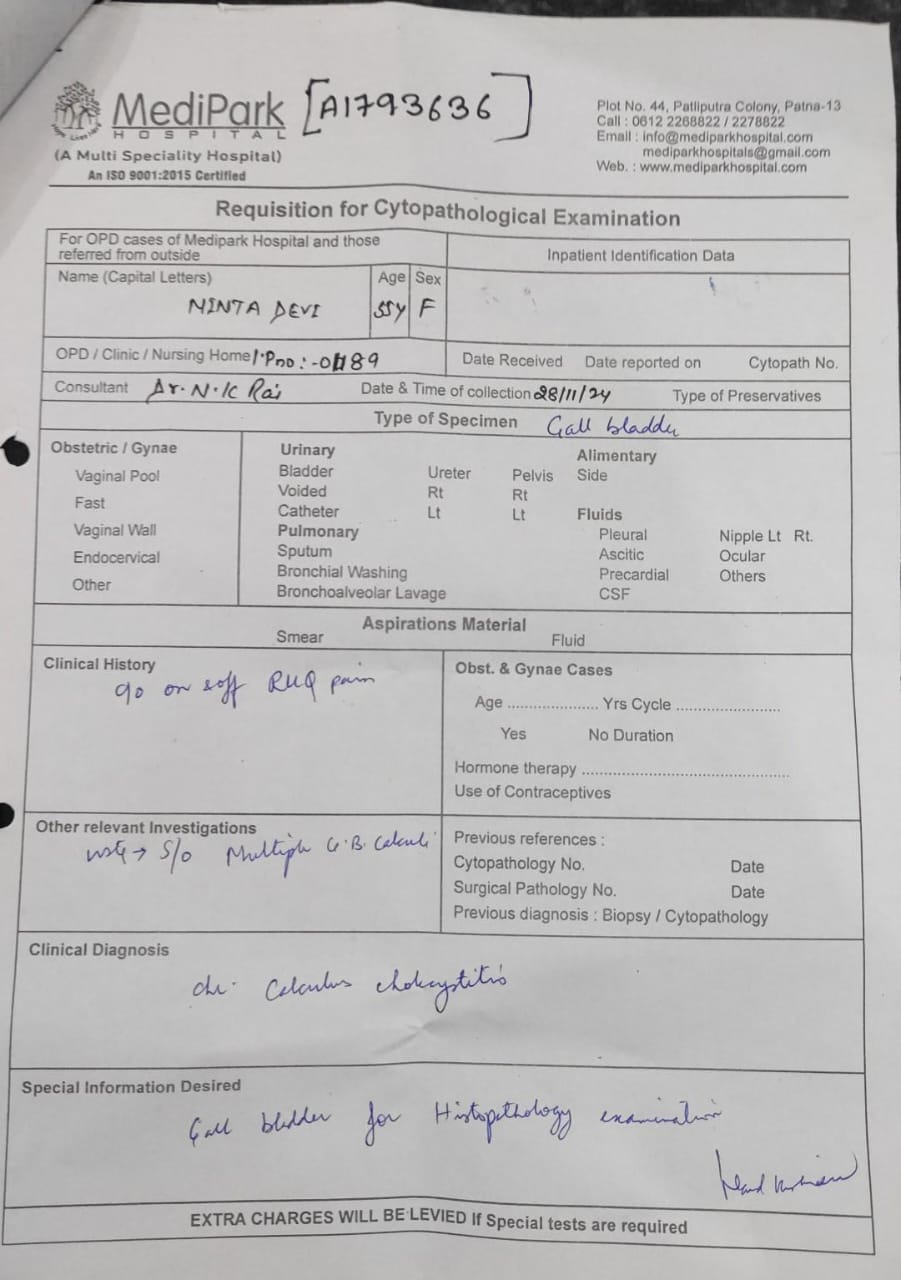 MediPark [A1793636]
HOSPITAL
(A Multi Speciality Hospital)
An ISO 9001:2015 Certified
Plot No. 44, Patliputra Colony, Patna-13
Call : 0612 2268822 / 2278822
Email : info@mediparkhospital.com
mediparkhospitals@gmail.com
Web. : www.mediparkhospital.com
Requisition for Cytopathological Examination
For OPD cases of Medipark Hospital and those
referred from outside
Inpatient Identification Data
Name (Capital Letters) Age Sex
NINTA DEVI 55Y F
OPD / Clinic / Nursing Home I.P no :-
Date Received Date reported on Cytopath No.
Consultant Dr. N.K Rai Date & Time of collection 28/11/24 Type of Preservatives
Type of Specimen Gall bladder
Obstetric / Gynae
Vaginal Pool
Fast
Vaginal Wall
Endocervical
Other
Urinary
Bladder Ureter Pelvis
Voided Rt Rt
Catheter Lt Lt
Pulmonary
Sputum
Bronchial Washing
Bronchoalveolar Lavage
Alimentary
Side
Fluids
Pleural Nipple Lt Rt.
Ascitic Ocular
Precardial Others
CSF
Aspirations Material
Smear Fluid
Clinical History
c/o on & off RUQ pain
Obst. & Gynae Cases
Age .................... Yrs Cycle .......................
Yes No Duration
Hormone therapy .............................................
Use of Contraceptives
Other relevant Investigations
USG → S/o Multiple G.B. Calculi
Previous references :
Cytopathology No. Date
Surgical Pathology No. Date
Previous diagnosis : Biopsy / Cytopathology
Clinical Diagnosis
Ch. Calculus cholecystitis
Special Information Desired
Gall bladder for Histopathology examination
EXTRA CHARGES WILL BE LEVIED If Special tests are required